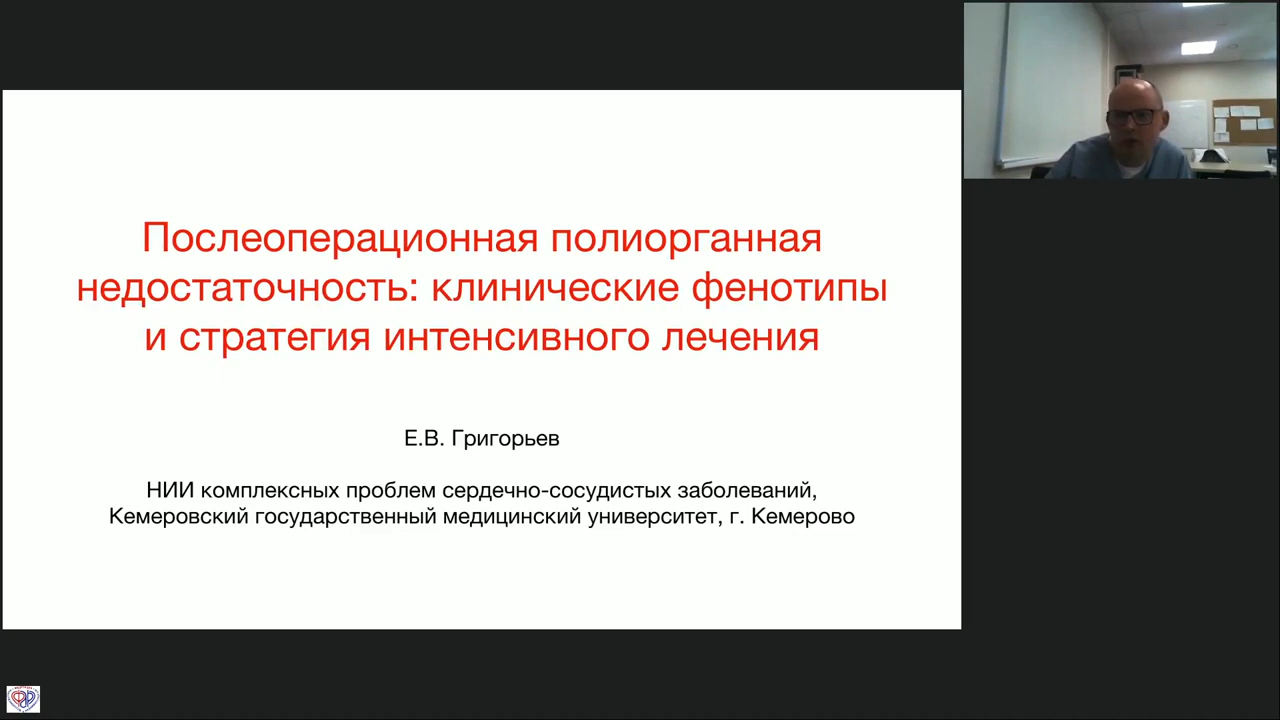 Послеоперационная полиорганная
недостаточность: клинические фенотипы
и стратегия интенсивного лечения
Е.В. Григорьев
НИИ комплексных проблем сердечно-сосудистых заболеваний,
Кемеровский государственный медицинский университет, г. Кемерово